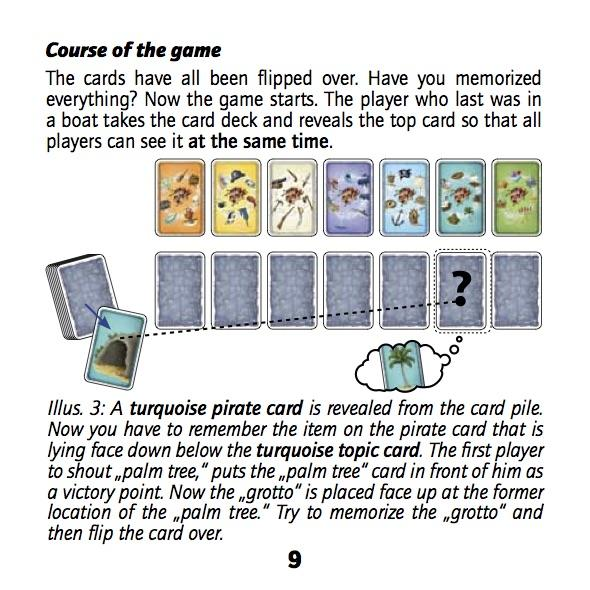 Course of the game
The cards have all been flipped over. Have you memorized
everything? Now the game starts. The player who last was in
a boat takes the card deck and reveals the top card so that all
players can see it at the same time.
?
Illus. 3: A turquoise pirate card is revealed from the card pile.
Now you have to remember the item on the pirate card that is
lying face down below the turquoise topic card. The first player
to shout „palm tree,“ puts the „palm tree“ card in front of him as
a victory point. Now the „grotto“ is placed face up at the former
location of the „palm tree.“ Try to memorize the „grotto“ and
then flip the card over.
9